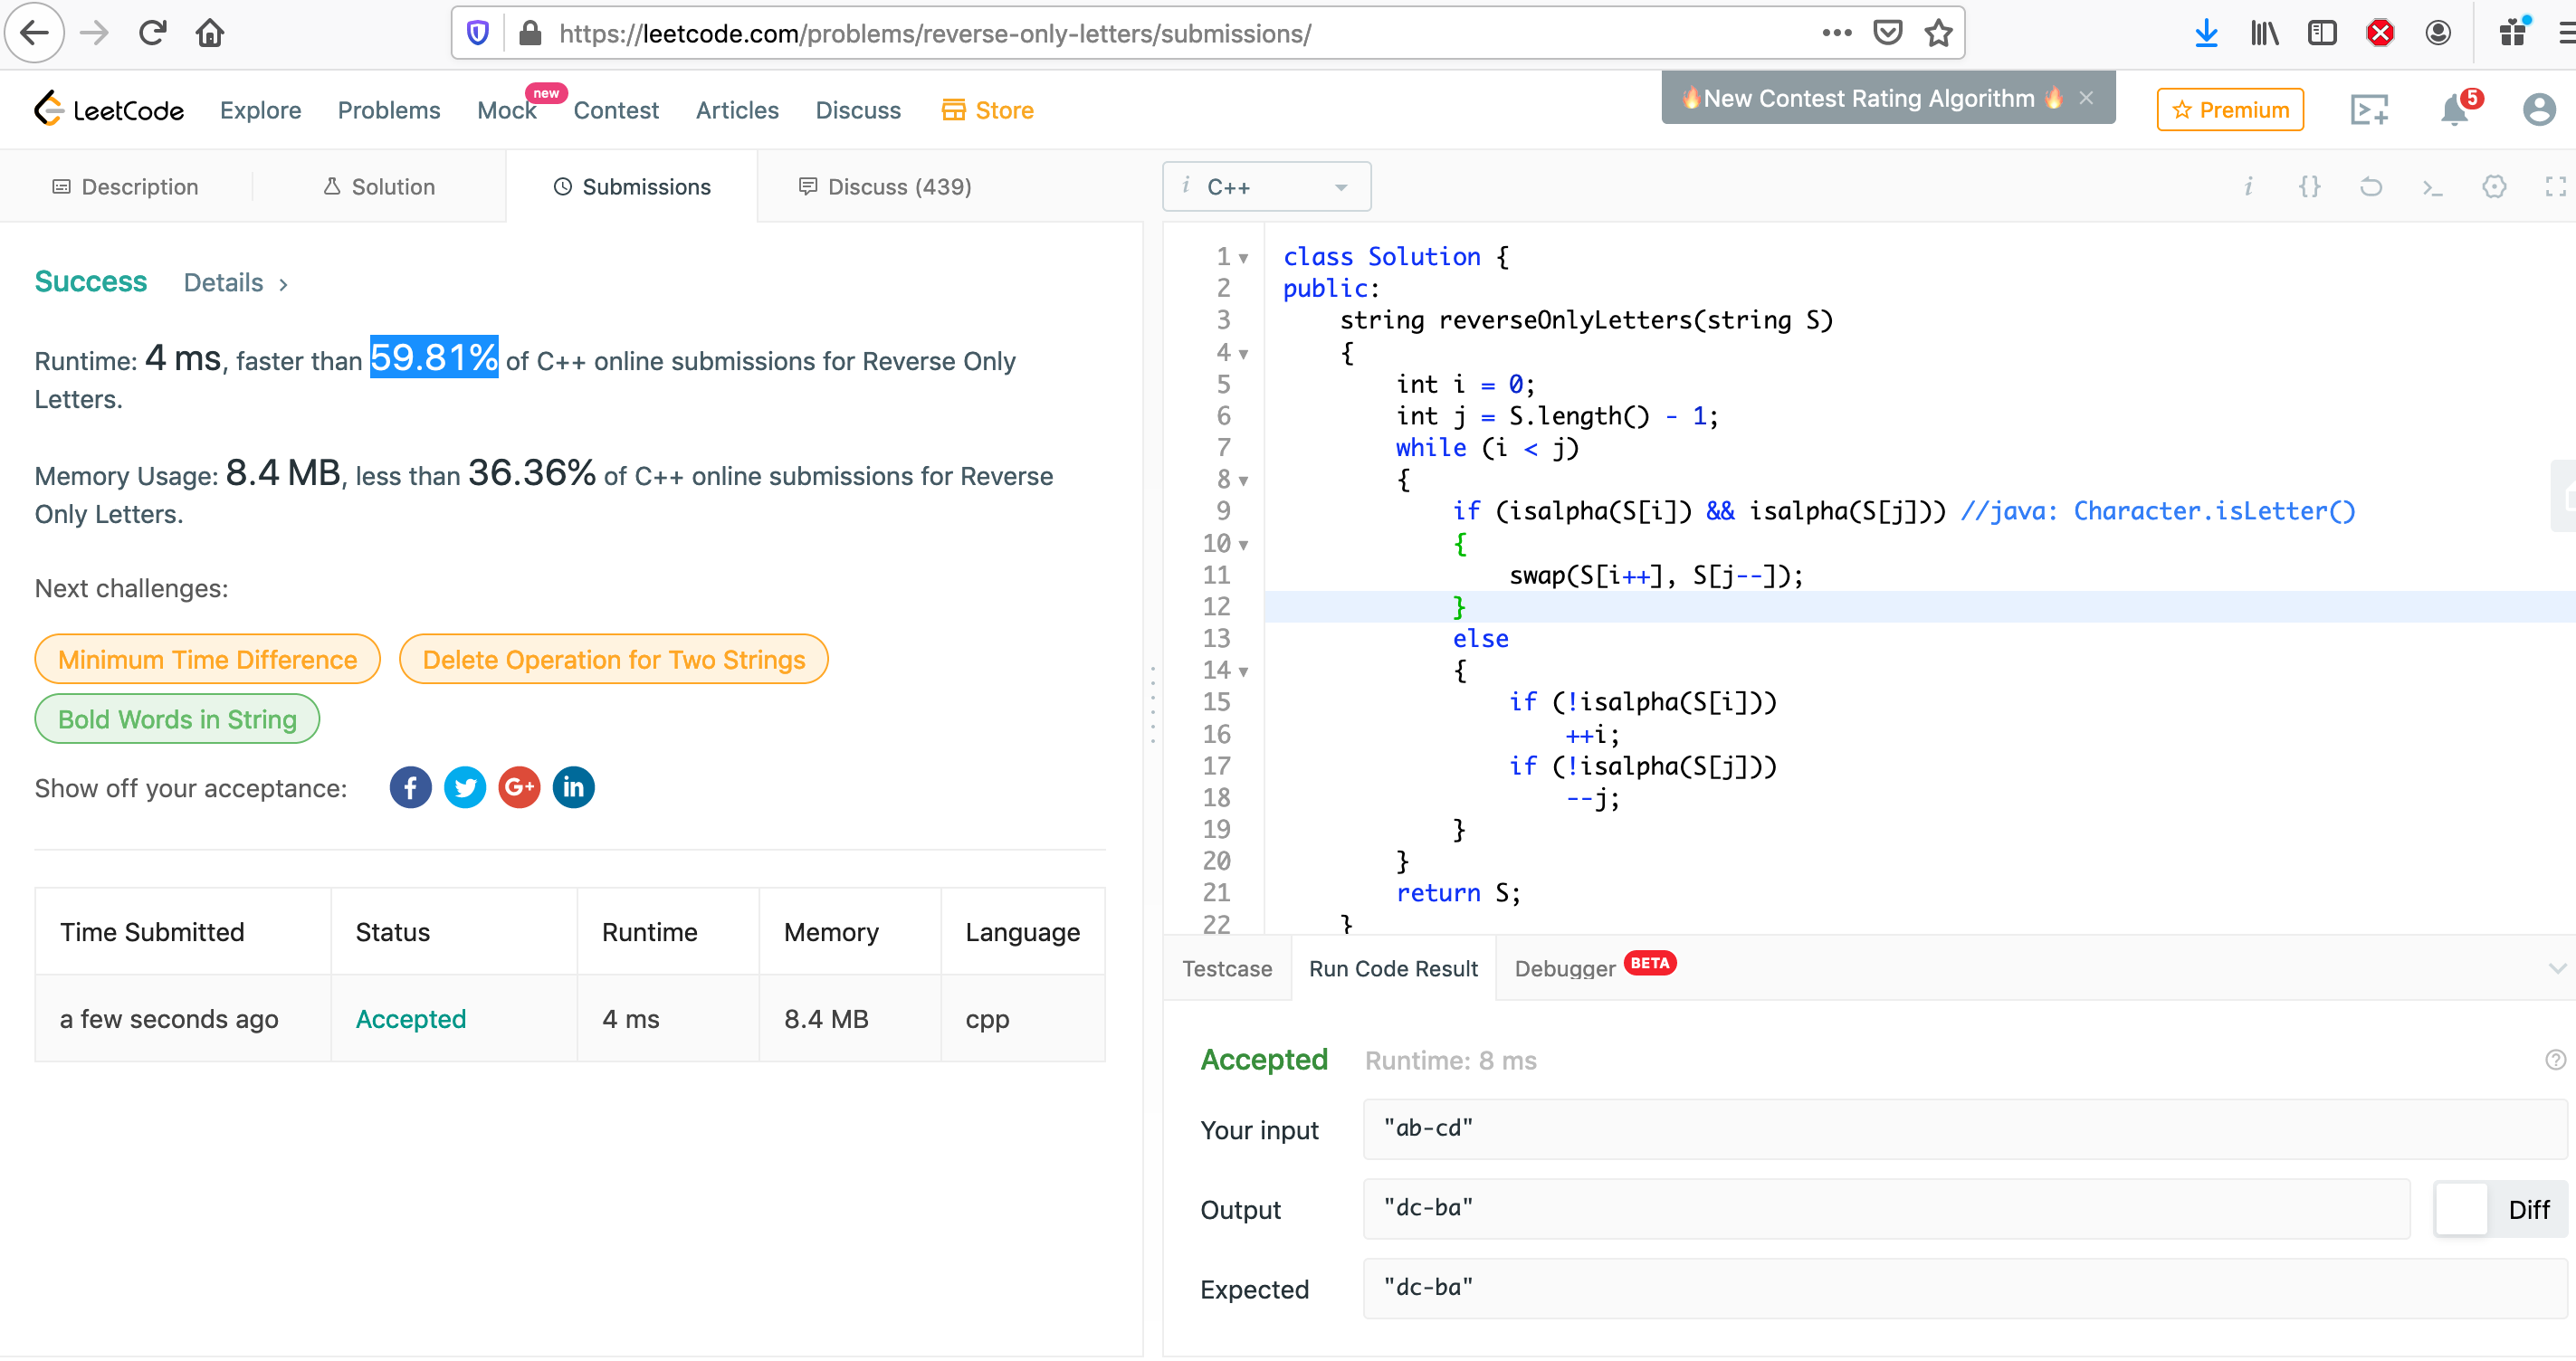 https://leetcode.com/problems/reverse-only-letters/submissions/
LeetCode Explore Problems Mock new Contest Articles Discuss Store
🔥New Contest Rating Algorithm 🔥 ×
Premium
5
Description Solution Submissions Discuss (439)
i C++
Success Details >
Runtime: 4 ms, faster than 59.81% of C++ online submissions for Reverse Only
Letters.
Memory Usage: 8.4 MB, less than 36.36% of C++ online submissions for Reverse
Only Letters.
Next challenges:
Minimum Time Difference Delete Operation for Two Strings
Bold Words in String
Show off your acceptance: f G+ in
Time Submitted Status Runtime Memory Language
a few seconds ago Accepted 4 ms 8.4 MB cpp
i {} >_
1 class Solution {
2 public:
3 string reverseOnlyLetters(string S)
4 {
5 int i = 0;
6 int j = S.length() - 1;
7 while (i < j)
8 {
9 if (isalpha(S[i]) && isalpha(S[j])) //java: Character.isLetter()
10 {
11 swap(S[i++], S[j--]);
12 }
13 else
14 {
15 if (!isalpha(S[i]))
16 ++i;
17 if (!isalpha(S[j]))
18 --j;
19 }
20 }
21 return S;
22 }
Testcase Run Code Result Debugger BETA
Accepted Runtime: 8 ms
Your input "ab-cd"
Output "dc-ba" Diff
Expected "dc-ba"